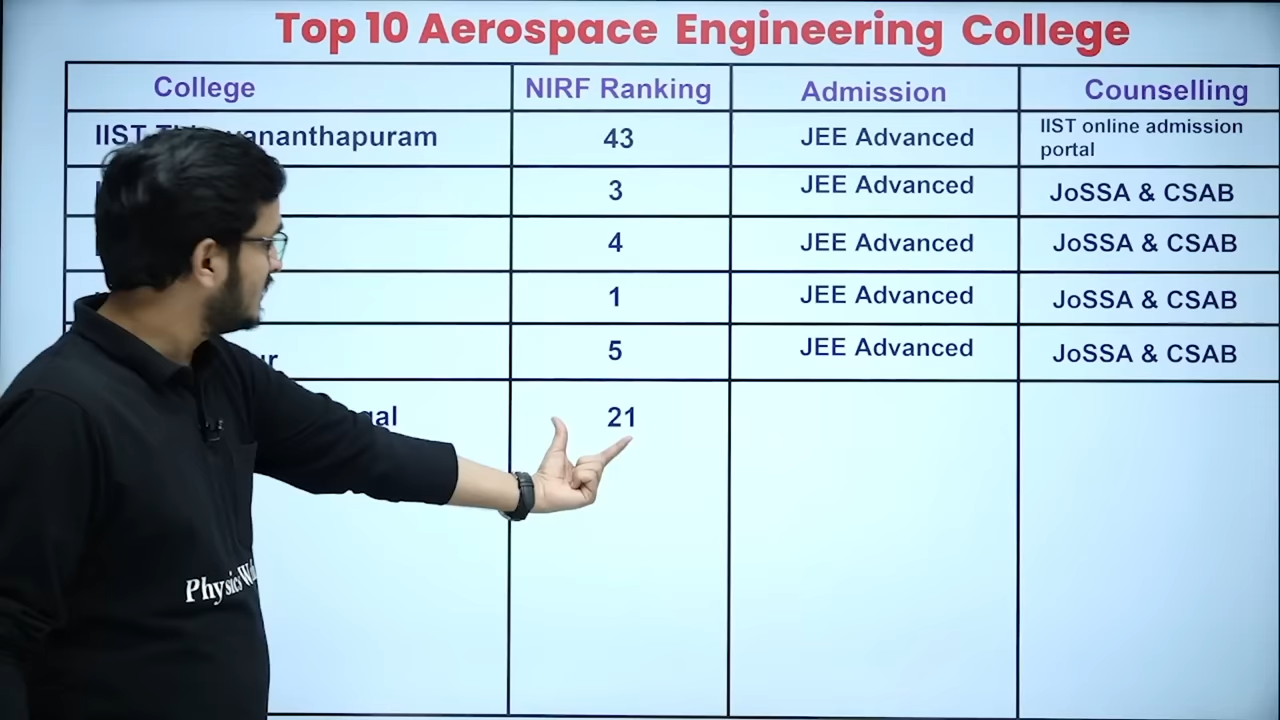 Top 10 Aerospace Engineering College
College NIRF Ranking Admission Counselling
IIST 43 JEE Advanced IIST online admission
portal
3 JEE Advanced JoSSA & CSAB
4 JEE Advanced JoSSA & CSAB
1 JEE Advanced JoSSA & CSAB
5 JEE Advanced JoSSA & CSAB
21
Physics